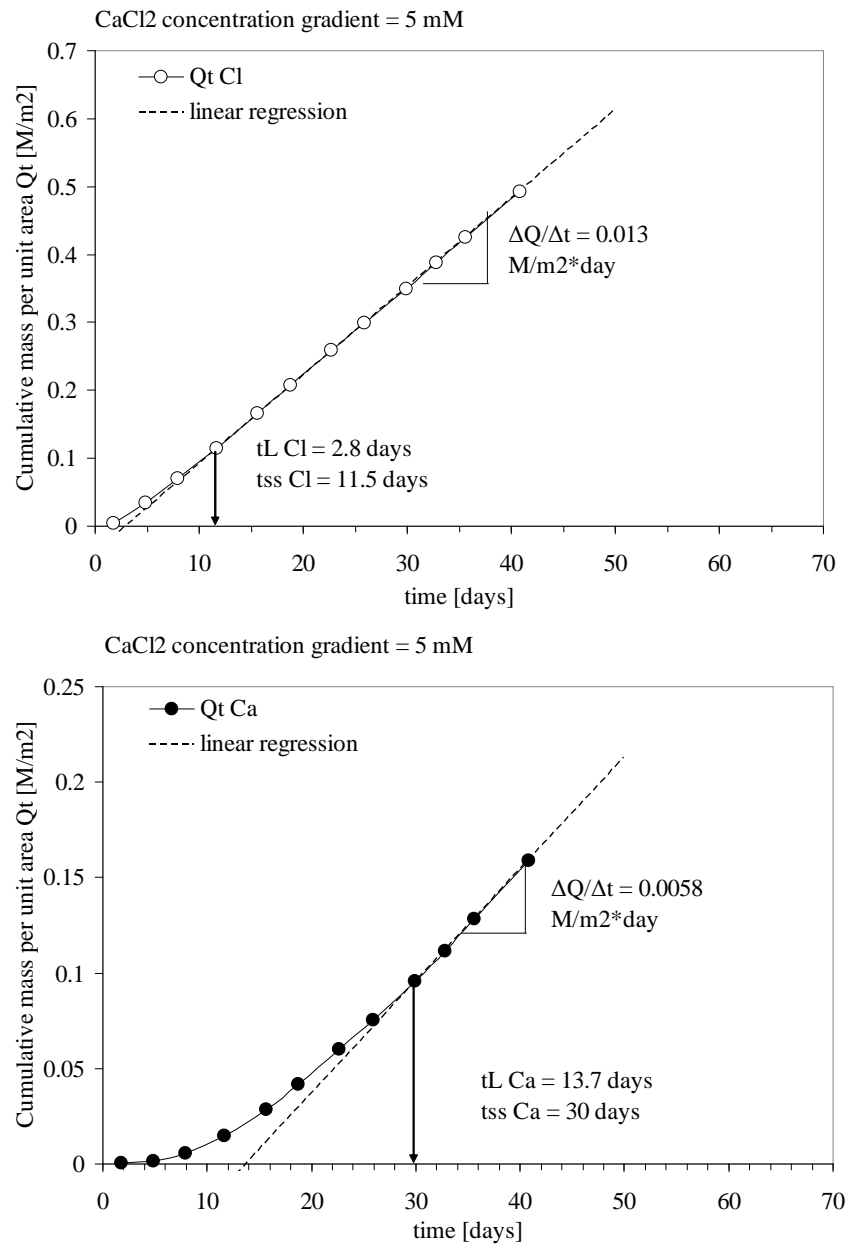 CaCl2 concentration gradient = 5 mM
0.7
0.6
0.5
0.4
0.3
0.2
0.1
0
Cumulative mass per unit area Qt [M/m2]
Qt Cl
linear regression
ΔQ/Δt = 0.013
M/m2*day
tL Cl = 2.8 days
tss Cl = 11.5 days
0 10 20 30 40 50 60 70
time [days]
CaCl2 concentration gradient = 5 mM
0.25
0.2
0.15
0.1
0.05
0
Cumulative mass per unit area Qt [M/m2]
Qt Ca
linear regression
ΔQ/Δt = 0.0058
M/m2*day
tL Ca = 13.7 days
tss Ca = 30 days
0 10 20 30 40 50 60 70
time [days]